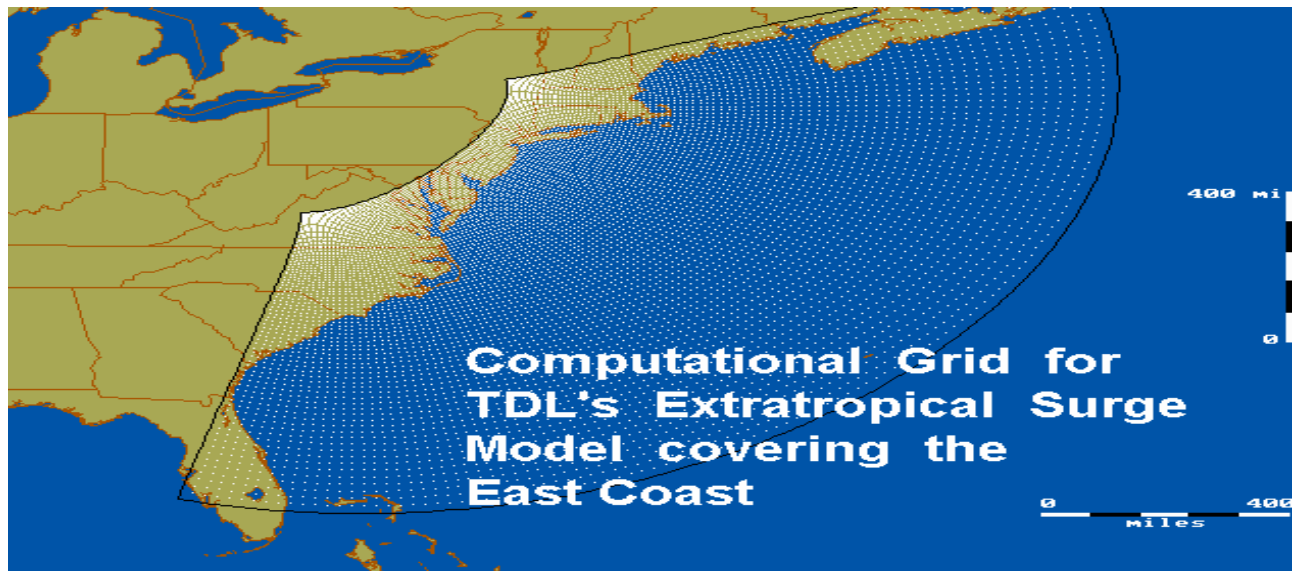 400 mi
0
Computational Grid for
TDL's Extratropical Surge
Model covering the
East Coast
0 400
miles